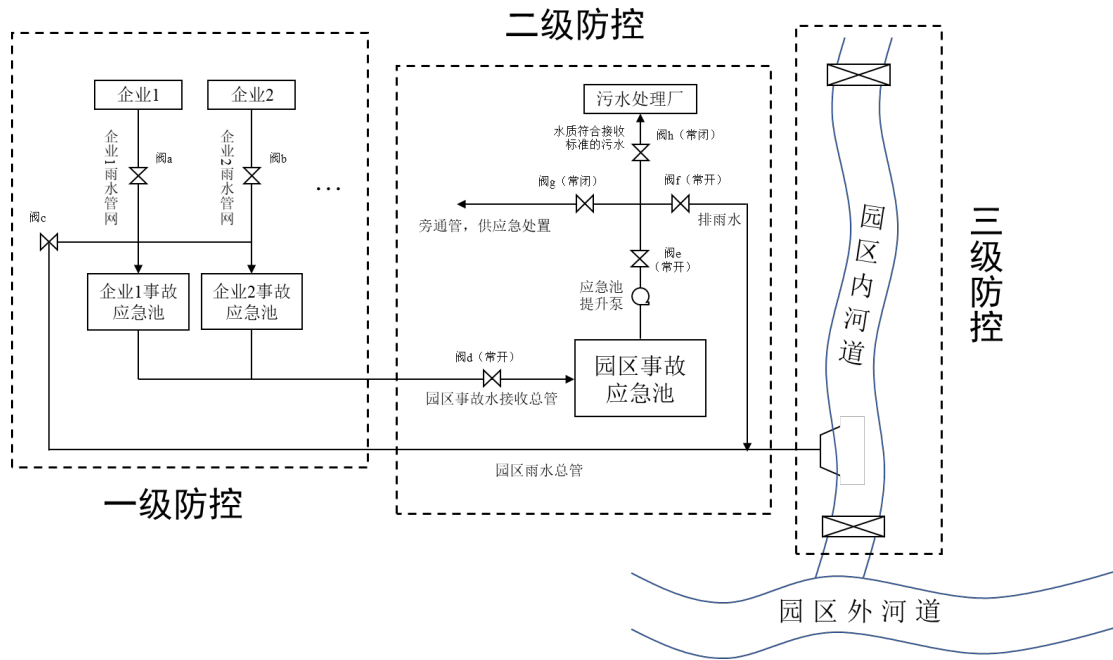 二级防控
企业1
企业2
企业1雨水管网
阀a
企业2雨水管网
阀b
…
阀c
企业1事故
应急池
企业2事故
应急池
一级防控
污水处理厂
水质符合接收
标准的污水
阀h（常闭）
阀g（常闭）
阀f（常开）
旁通管，供应急处置
排雨水
阀e
（常开）
应急池
提升泵
阀d（常开）
园区事故水接收总管
园区事故
应急池
园区雨水总管
园区内河道
三级防控
园区外河道